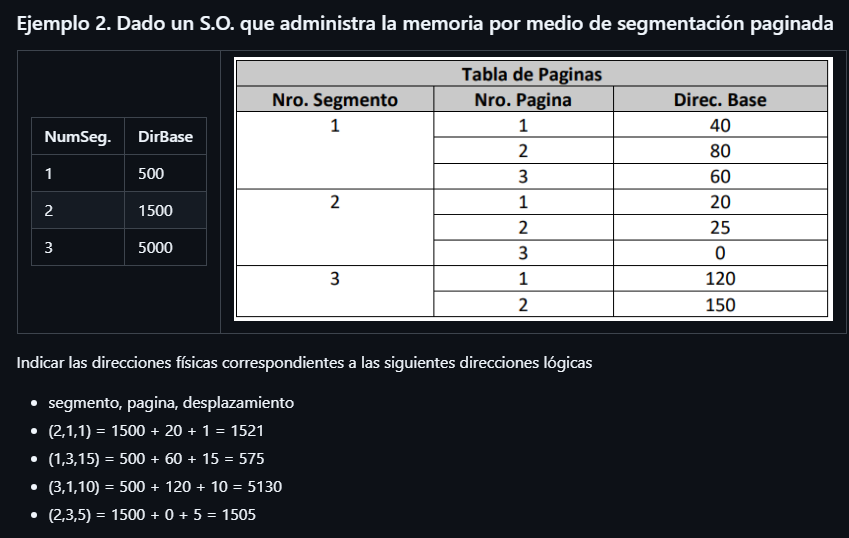 Ejemplo 2. Dado un S.O. que administra la memoria por medio de segmentación paginada
NumSeg. DirBase
1 500
2 1500
3 5000
Tabla de Paginas
Nro. Segmento Nro. Pagina Direc. Base
1 1 40
2 80
3 60
2 1 20
2 25
3 0
3 1 120
2 150
Indicar las direcciones físicas correspondientes a las siguientes direcciones lógicas
• segmento, pagina, desplazamiento
• (2,1,1) = 1500 + 20 + 1 = 1521
• (1,3,15) = 500 + 60 + 15 = 575
• (3,1,10) = 500 + 120 + 10 = 5130
• (2,3,5) = 1500 + 0 + 5 = 1505